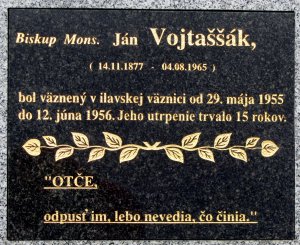 Biskup Mons. Ján Vojtaššák,
( 14.11.1877 - 04.08.1965 )
bol väznený v ilavskej väznici od 29. mája 1955
do 12. júna 1956. Jeho utrpenie trvalo 15 rokov.
"OTČE,
odpusť im, lebo nevedia, čo činia."